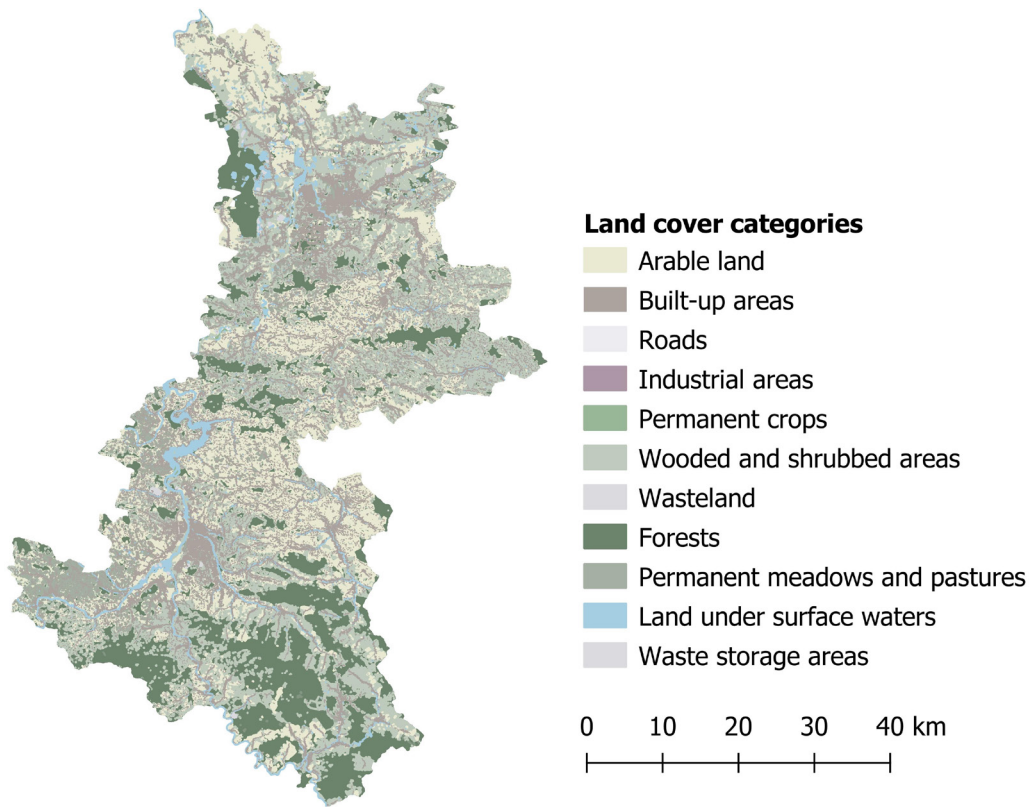 Land cover categories
Arable land
Built-up areas
Roads
Industrial areas
Permanent crops
Wooded and shrubbed areas
Wasteland
Forests
Permanent meadows and pastures
Land under surface waters
Waste storage areas
0 10 20 30 40 km